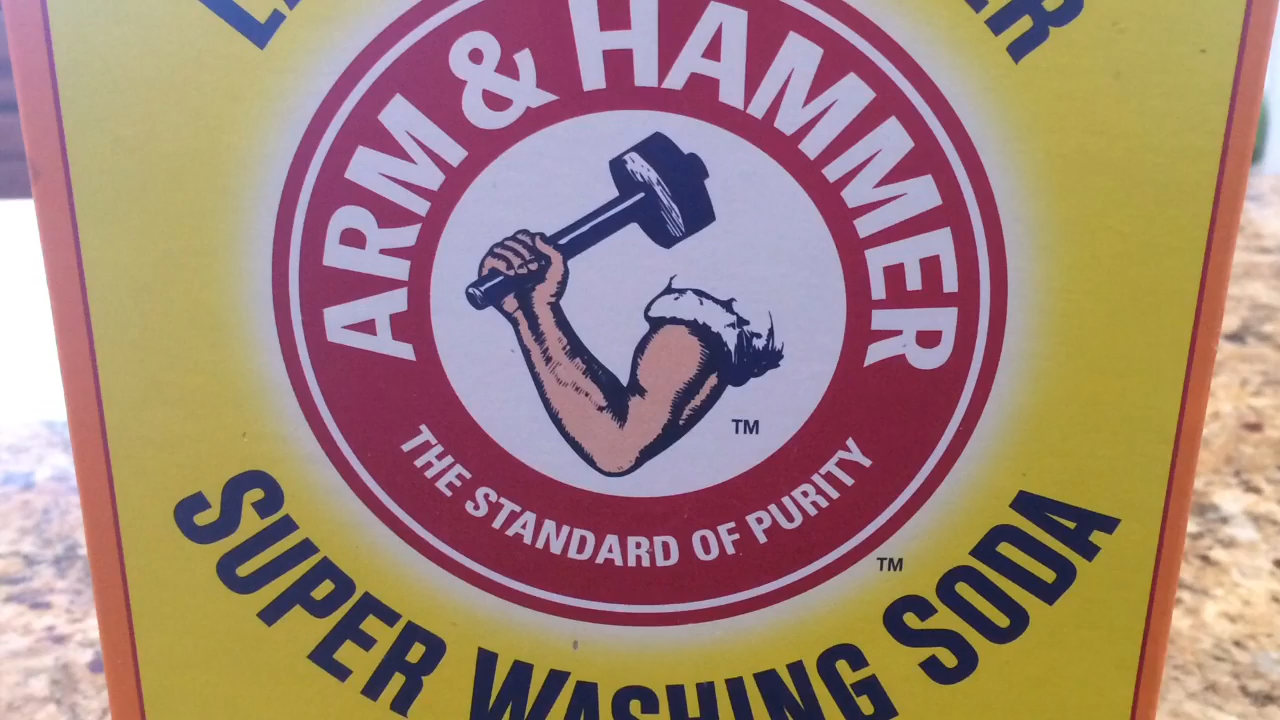 ARM & HAMMER
THE STANDARD OF PURITY
TM
TM
SUPER WASHING SODA